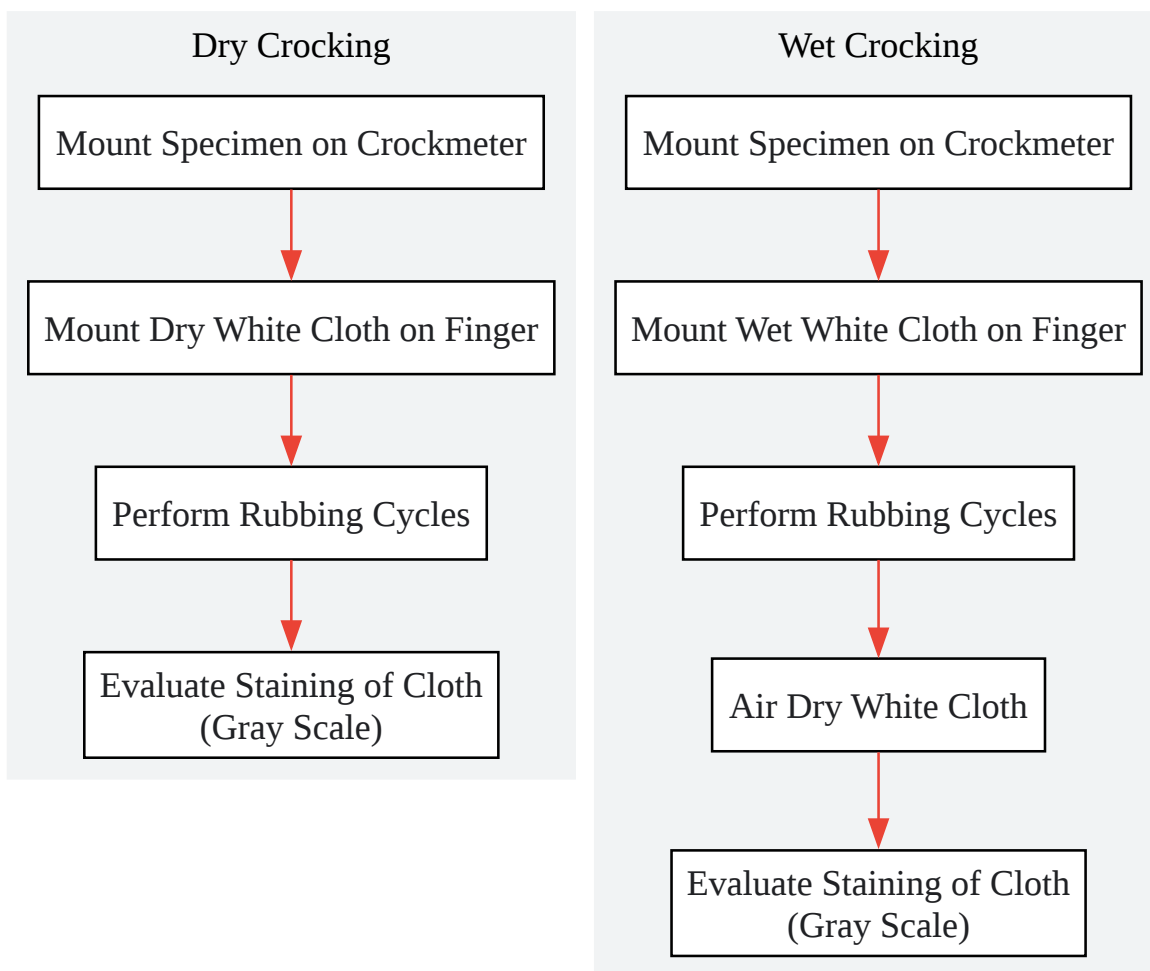 Dry Crocking
Mount Specimen on Crockmeter
Mount Dry White Cloth on Finger
Perform Rubbing Cycles
Evaluate Staining of Cloth
(Gray Scale)
Wet Crocking
Mount Specimen on Crockmeter
Mount Wet White Cloth on Finger
Perform Rubbing Cycles
Air Dry White Cloth
Evaluate Staining of Cloth
(Gray Scale)